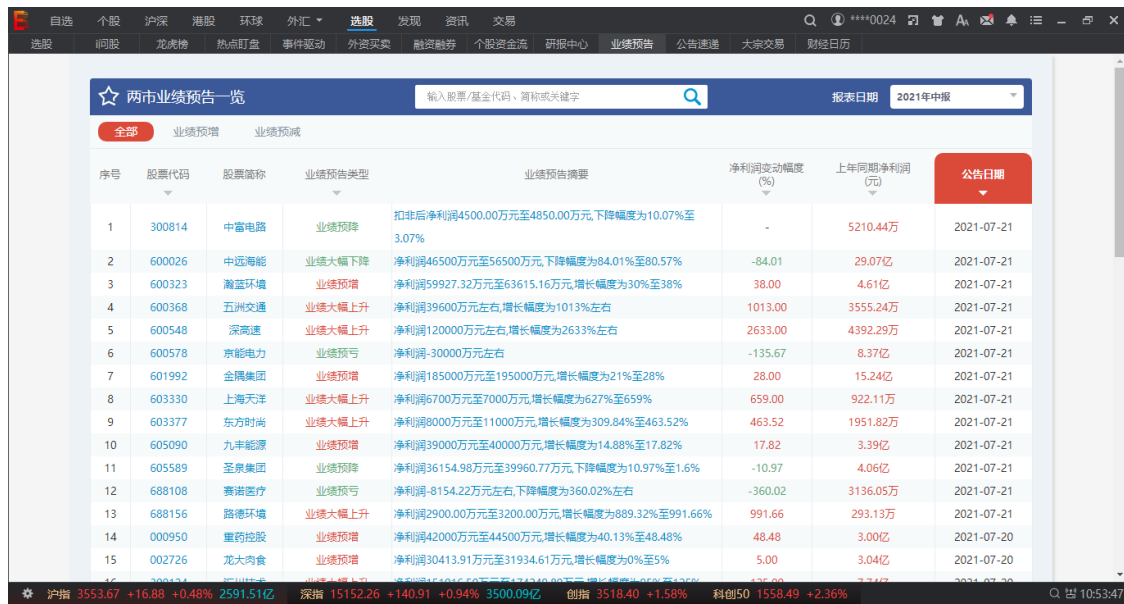 自选 个股 沪深 港股 环球 外汇 选股 发现 资讯 交易 ****0024
选股 i问股 龙虎榜 热点盯盘 事件驱动 外资买卖 融资融券 个股资金流 研报中心 业绩预告 公告速递 大宗交易 财经日历
两市业绩预告一览 输入股票/基金代码、简称或关键字 报表日期 2021年中报
全部 业绩预增 业绩预减
序号 股票代码 股票简称 业绩预告类型 业绩预告摘要 净利润变动幅度(%) 上年同期净利润(元) 公告日期
1 300814 中富电路 业绩预降 扣非后净利润4500.00万元至4850.00万元,下降幅度为10.07%至3.07% - 5210.44万 2021-07-21
2 600026 中远海能 业绩大幅下降 净利润46500万元至56500万元,下降幅度为84.01%至80.57% -84.01 29.07亿 2021-07-21
3 600323 瀚蓝环境 业绩预增 净利润59927.32万元至63615.16万元,增长幅度为30%至38% 38.00 4.61亿 2021-07-21
4 600368 五洲交通 业绩大幅上升 净利润39600万元左右,增长幅度为1013%左右 1013.00 3555.24万 2021-07-21
5 600548 深高速 业绩大幅上升 净利润120000万元左右,增长幅度为2633%左右 2633.00 4392.29万 2021-07-21
6 600578 京能电力 业绩预亏 净利润-30000万元左右 -135.67 8.37亿 2021-07-21
7 601992 金隅集团 业绩预增 净利润185000万元至195000万元,增长幅度为21%至28% 28.00 15.24亿 2021-07-21
8 603330 上海天洋 业绩大幅上升 净利润6700万元至7000万元,增长幅度为627%至659% 659.00 922.11万 2021-07-21
9 603377 东方时尚 业绩大幅上升 净利润8000万元至11000万元,增长幅度为309.84%至463.52% 463.52 1951.82万 2021-07-21
10 605090 九丰能源 业绩预增 净利润39000万元至40000万元,增长幅度为14.88%至17.82% 17.82 3.39亿 2021-07-21
11 605589 圣泉集团 业绩预降 净利润36154.98万元至39960.77万元,下降幅度为10.97%至1.6% -10.97 4.06亿 2021-07-21
12 688108 赛诺医疗 业绩预亏 净利润-8154.22万元左右,下降幅度为360.02%左右 -360.02 3136.05万 2021-07-21
13 688156 路德环境 业绩大幅上升 净利润2900.00万元至3200.00万元,增长幅度为889.32%至991.66% 991.66 293.13万 2021-07-21
14 000950 重药控股 业绩预增 净利润42000万元至44500万元,增长幅度为40.13%至48.48% 48.48 3.00亿 2021-07-20
15 002726 龙大肉食 业绩预增 净利润30413.91万元至31934.61万元,增长幅度为0%至5% 5.00 3.04亿 2021-07-20
沪指 3553.67 +16.88 +0.48% 2591.51亿 深指 15152.26 +140.91 +0.94% 3500.09亿 创指 3518.40 +1.58% 科创50 1558.49 +2.36% 10:53:47